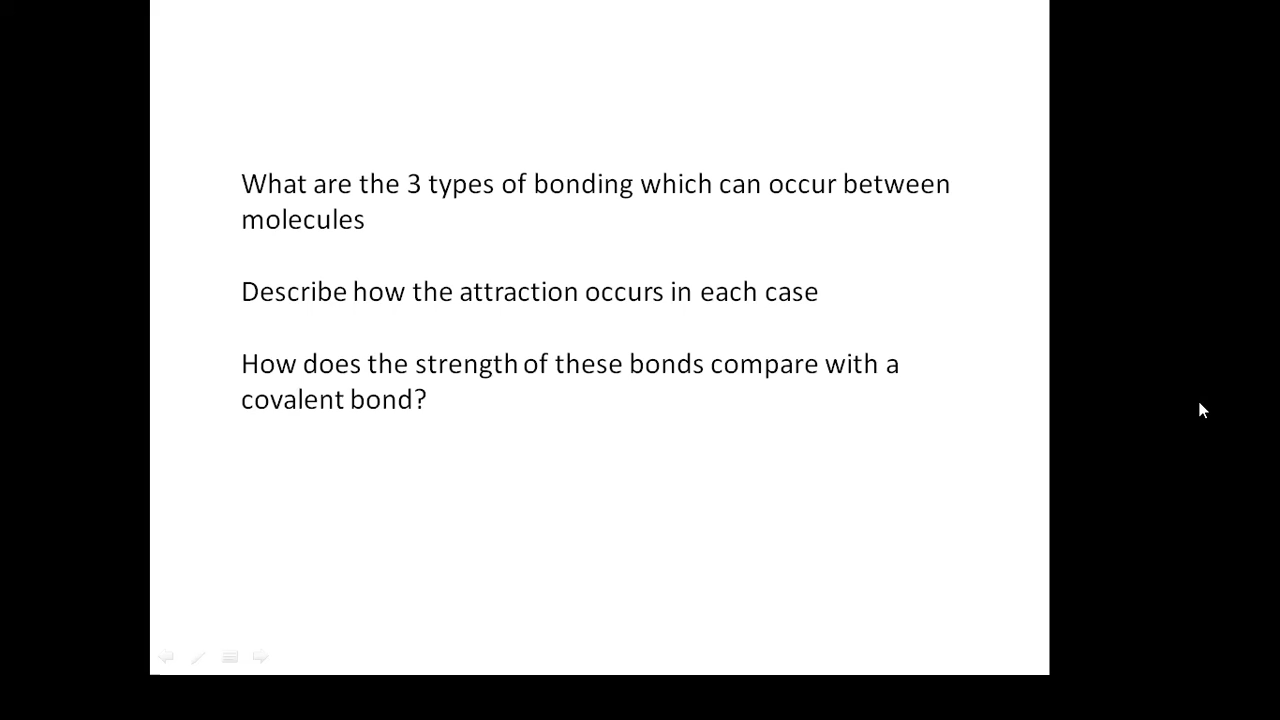 What are the 3 types of bonding which can occur between
molecules
Describe how the attraction occurs in each case
How does the strength of these bonds compare with a
covalent bond?